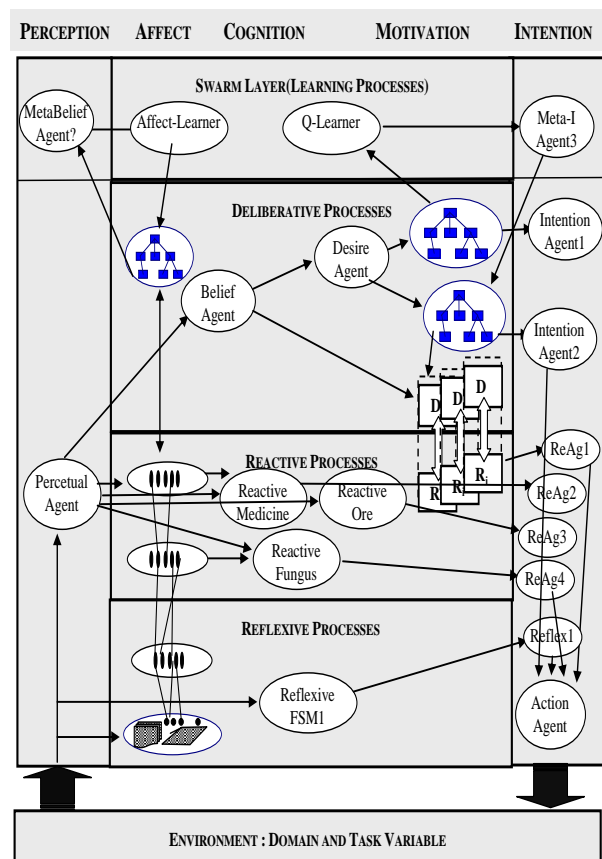 PERCEPTION AFFECT COGNITION MOTIVATION INTENTION
SWARM LAYER(LEARNING PROCESSES)
MetaBelief
Agent?
Affect-Learner
Q-Learner
Meta-I
Agent3
DELIBERATIVE PROCESSES
Intention
Agent1
Desire
Agent
Belief
Agent
Intention
Agent2
D
D
D
REACTIVE PROCESSES
ReAg1
Percetual
Agent
Reactive
Medicine
Reactive
Ore
R
R
Ri
ReAg2
ReAg3
Reactive
Fungus
ReAg4
REFLEXIVE PROCESSES
Reflex1
Reflexive
FSM1
Action
Agent
ENVIRONMENT : DOMAIN AND TASK VARIABLE